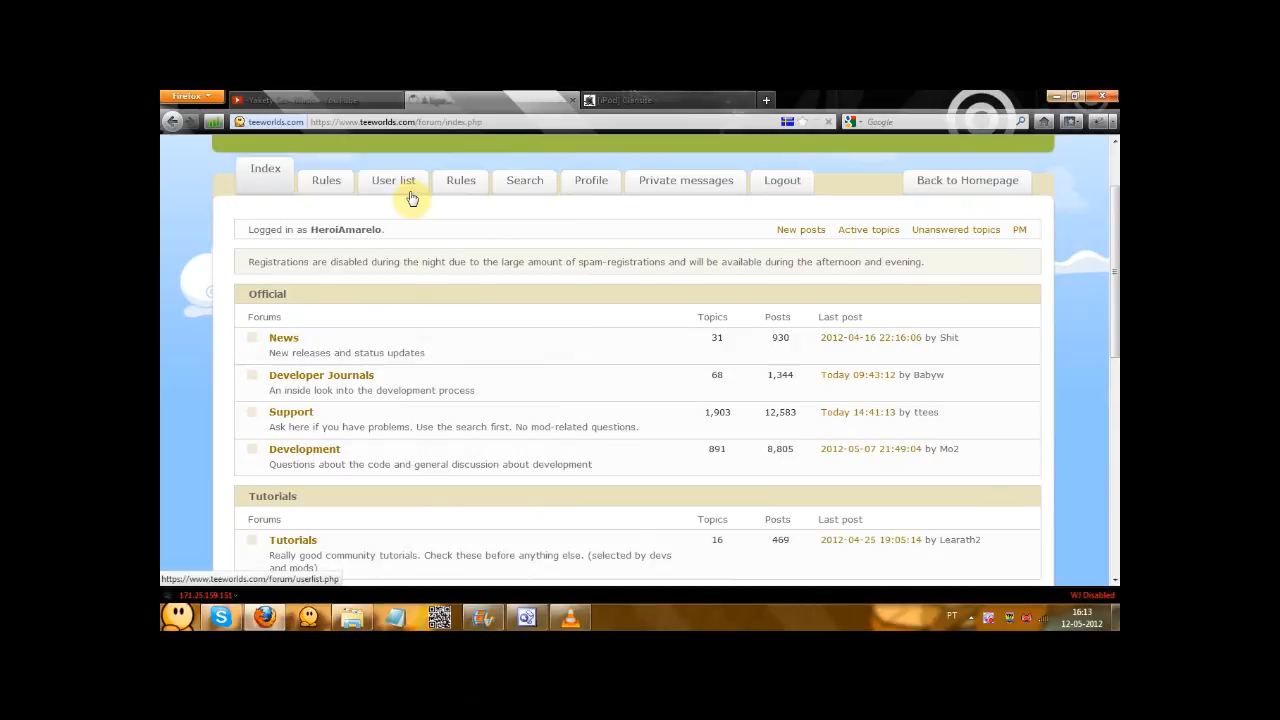 Firefox
Yakety Sax Music - YouTube
[iPod] Clansite
teeworlds.com https://www.teeworlds.com/forum/index.php
Google
Index
Rules User list Rules Search Profile Private messages Logout Back to Homepage
Logged in as HeroiAmarelo. New posts Active topics Unanswered topics PM
Registrations are disabled during the night due to the large amount of spam-registrations and will be available during the afternoon and evening.
Official
Forums Topics Posts Last post
News 31 930 2012-04-16 22:16:06 by Shit
New releases and status updates
Developer Journals 68 1,344 Today 09:43:12 by Babyw
An inside look into the development process
Support 1,903 12,583 Today 14:41:13 by ttees
Ask here if you have problems. Use the search first. No mod-related questions.
Development 891 8,805 2012-05-07 21:49:04 by Mo2
Questions about the code and general discussion about development
Tutorials
Forums Topics Posts Last post
Tutorials 16 469 2012-04-25 19:05:14 by Learath2
Really good community tutorials. Check these before anything else. (selected by devs
and mods)
https://www.teeworlds.com/forum/userlist.php
171.25.159.151 WJ Disabled
PT 16:13
12-05-2012